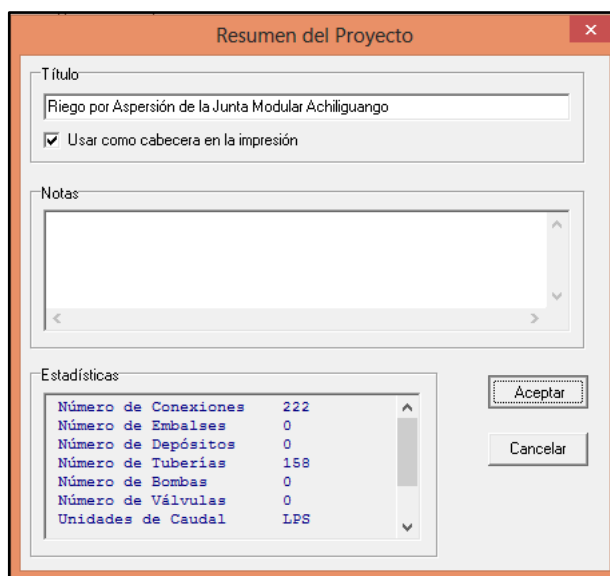 Resumen del Proyecto
Título
Riego por Aspersión de la Junta Modular Achiliguango
Usar como cabecera en la impresión
Notas
Estadísticas
Número de Conexiones 222
Número de Embalses 0
Número de Depósitos 0
Número de Tuberías 158
Número de Bombas 0
Número de Válvulas 0
Unidades de Caudal LPS
Aceptar
Cancelar